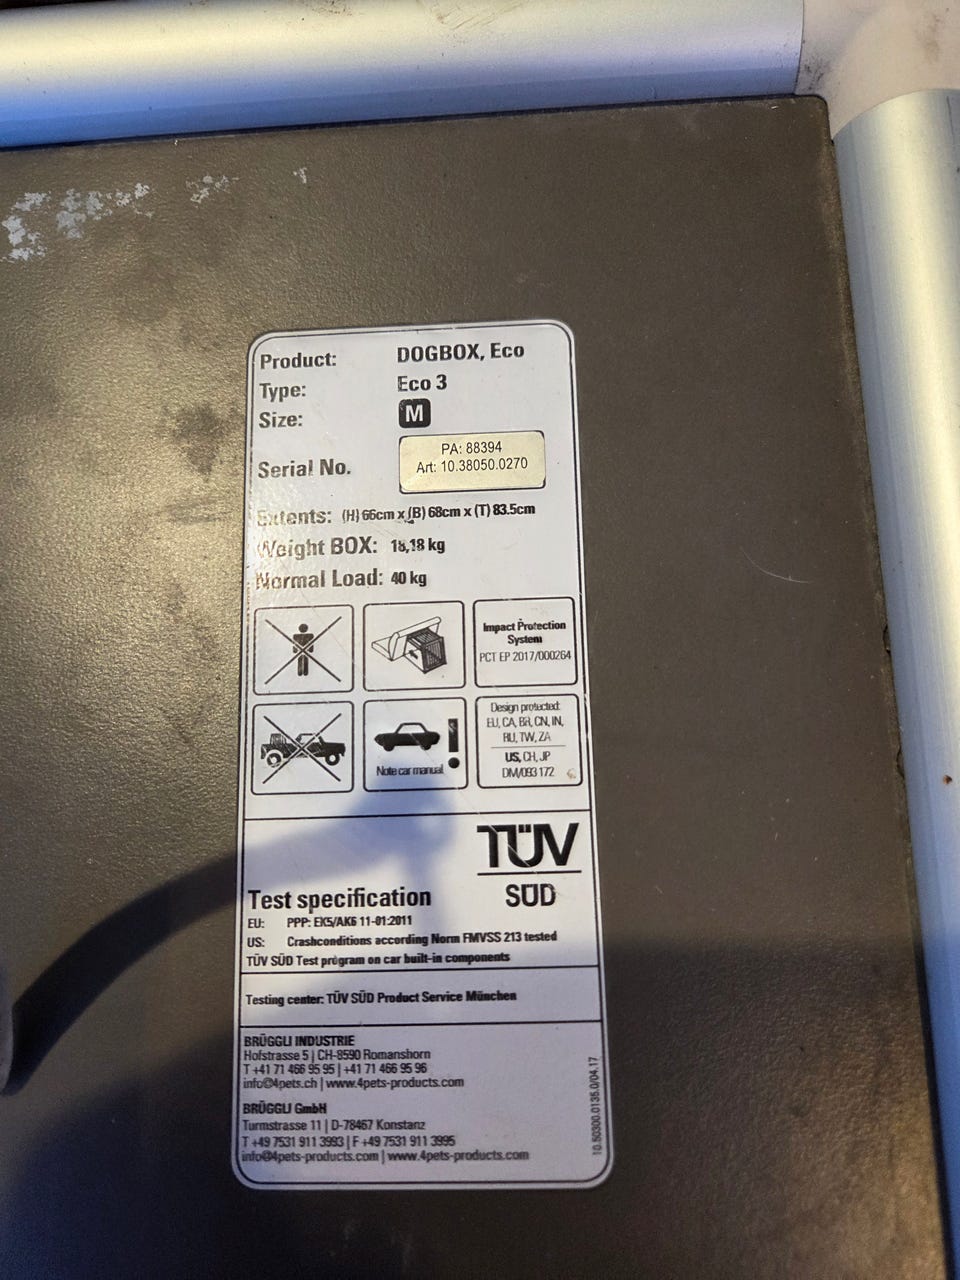 Product: DOGBOX, Eco
Type: Eco 3
Size: M
Serial No.
PA: 88394
Art: 10.38050.0270
Extents: (H) 66cm x (B) 68cm x (T) 83.5cm
Weight BOX: 18,18 kg
Normal Load: 40 kg
Impact Protection
System
PCT EP 2017/000264
Note car manual !
Design protected:
EU, CA, BR, CN, IN,
RU, TW, ZA
US, CH, JP
DM/093 172
TÜV
SÜD
Test specification
EU: PPP: EK5/AK6 11-01:2011
US: Crashconditions according Norm FMVSS 213 tested
TÜV SÜD Test program on car built-in components
Testing center: TÜV SÜD Product Service München
BRÜGGLI INDUSTRIE
Hofstrasse 5 | CH-8590 Romanshorn
T +41 71 466 95 95 | +41 71 466 95 96
info@4pets.ch | www.4pets-products.com
BRÜGGLI GmbH
Turmstrasse 11 | D-78467 Konstanz
T +49 7531 911 3993 | F +49 7531 911 3995
info@4pets-products.com | www.4pets-products.com
10.50300.0135.0/04.17